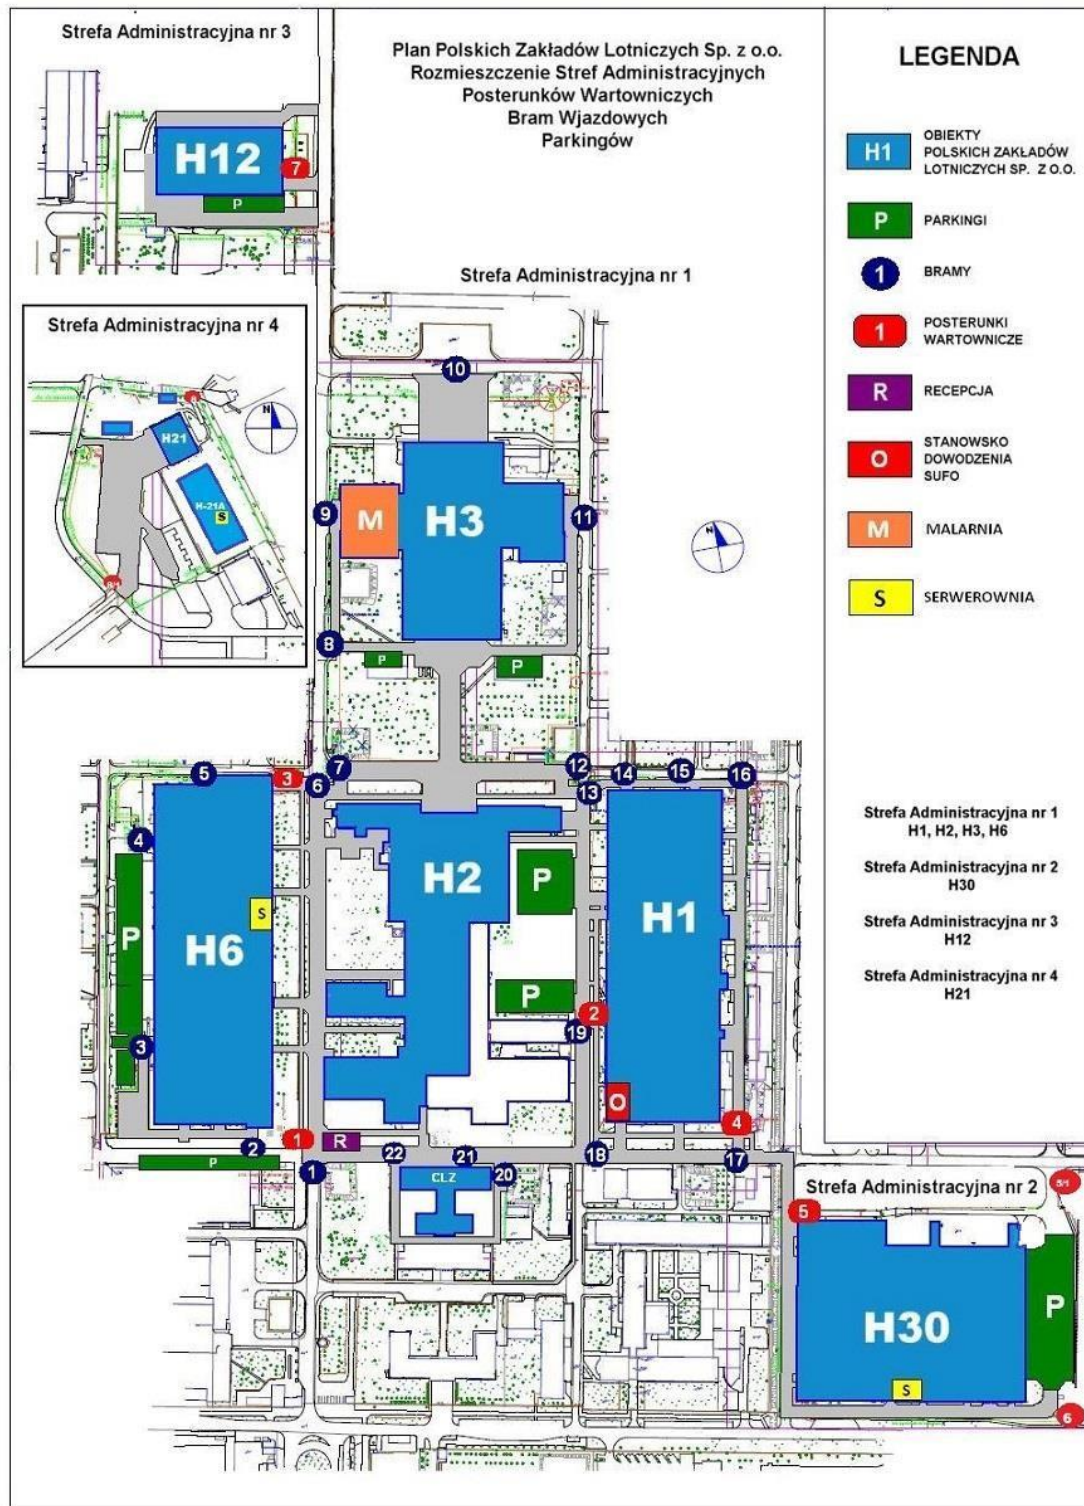 Strefa Administracyjna nr 3
H12
7
P
Plan Polskich Zakładów Lotniczych Sp. z o.o.
Rozmieszczenie Stref Administracyjnych
Posterunków Wartowniczych
Bram Wjazdowych
Parkingów
LEGENDA
H1
OBIEKTY
POLSKICH ZAKŁADÓW
LOTNICZYCH SP. Z O.O.
P
PARKINGI
1
BRAMY
1
POSTERUNKI
WARTOWNICZE
R
RECEPCJA
O
STANOWSKO
DOWODZENIA
SUFO
M
MALARNIA
S
SERWEROWNIA
Strefa Administracyjna nr 4
N
H21
H-21A
S
Strefa Administracyjna nr 1
10
9
M
H3
11
N
8
P
P
5
3
6
7
12
13
14
15
16
4
P
S
H6
H2
P
P
H1
2
19
3
O
4
2
1
R
22
21
20
18
17
1
P
CLZ
Strefa Administracyjna nr 1
H1, H2, H3, H6
Strefa Administracyjna nr 2
H30
Strefa Administracyjna nr 3
H12
Strefa Administracyjna nr 4
H21
Strefa Administracyjna nr 2
5/1
5
H30
P
S
6